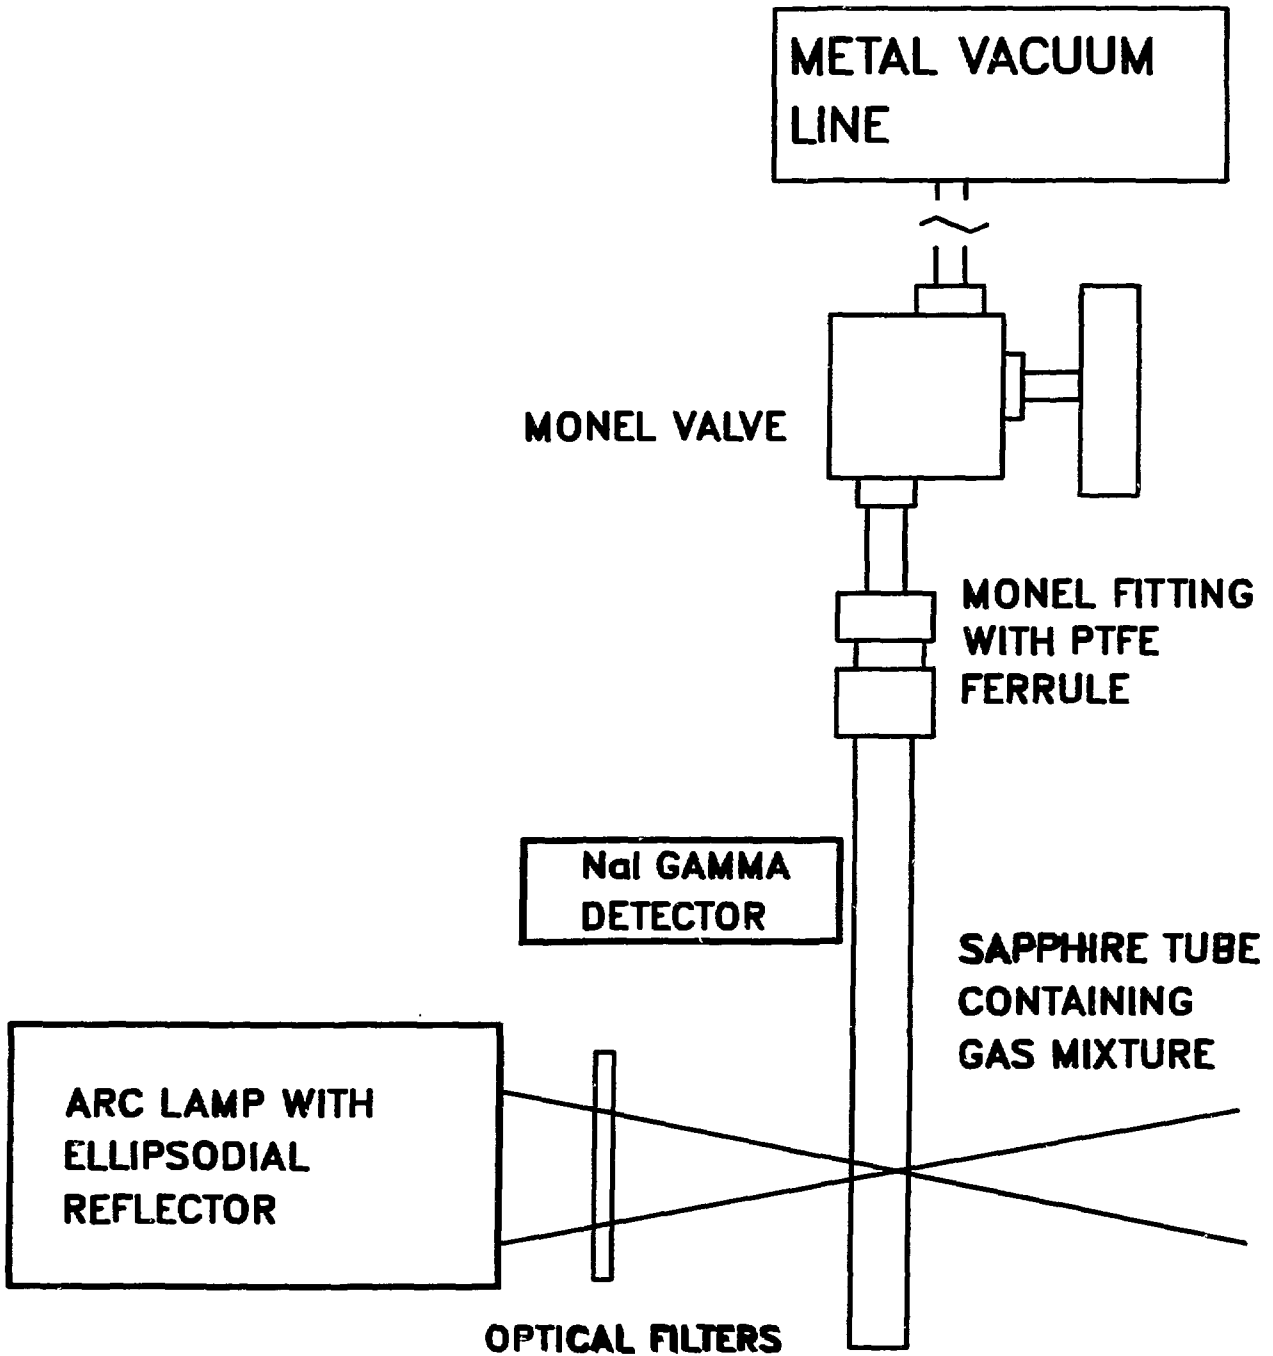 METAL VACUUM
LINE
MONEL VALVE
MONEL FITTING
WITH PTFE
FERRULE
NaI GAMMA
DETECTOR
SAPPHIRE TUBE
CONTAINING
GAS MIXTURE
ARC LAMP WITH
ELLIPSODIAL
REFLECTOR
OPTICAL FILTERS